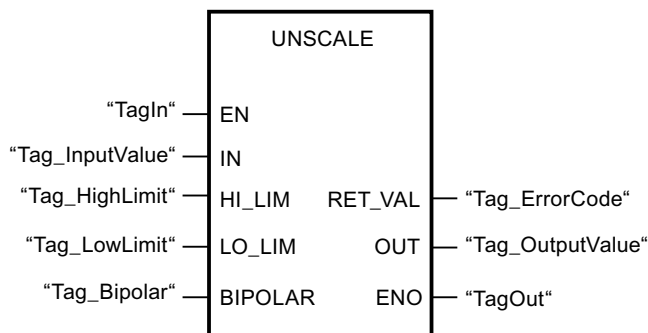 UNSCALE
“TagIn“ EN
“Tag_InputValue“ IN
“Tag_HighLimit“ HI_LIM RET_VAL “Tag_ErrorCode“
“Tag_LowLimit“ LO_LIM OUT “Tag_OutputValue“
“Tag_Bipolar“ BIPOLAR ENO “TagOut“